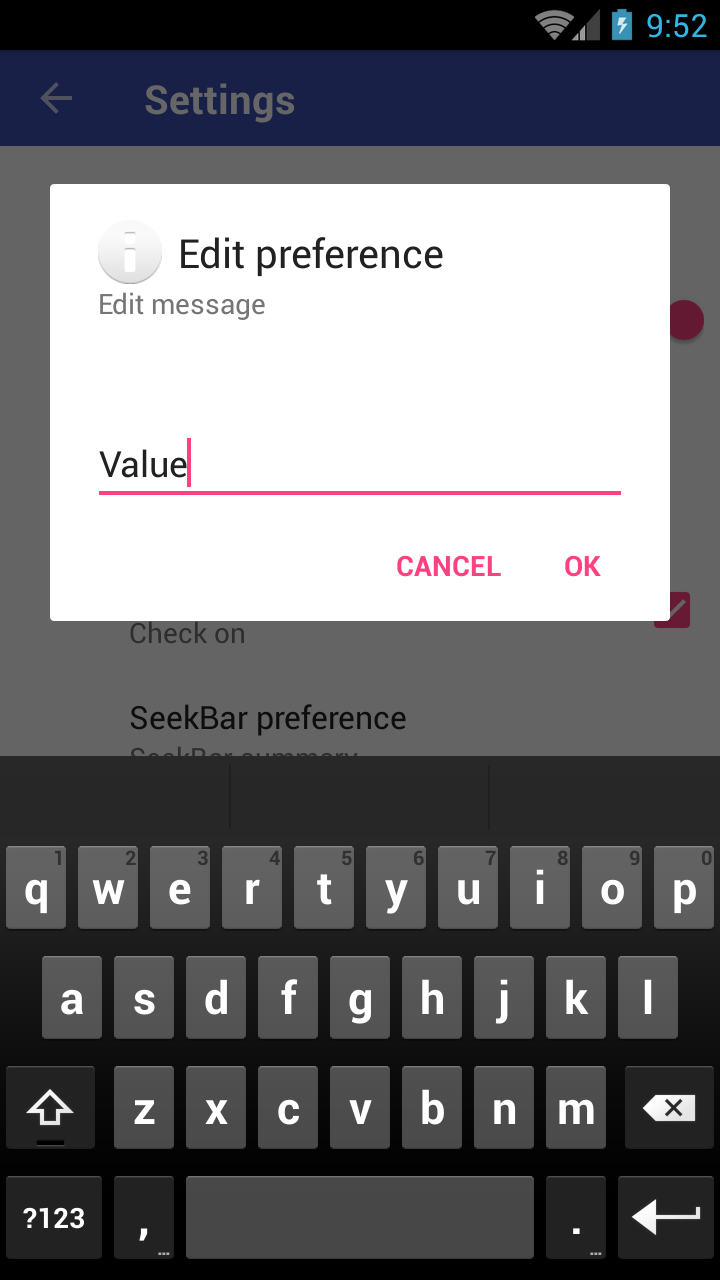 9:52
Settings
Edit preference
Edit message
Value
CANCEL OK
Check on
SeekBar preference
SeekBar summary
1 2 3 4 5 6 7 8 9 0
q w e r t y u i o p
a s d f g h j k l
z x c v b n m
?123 , ... . ...